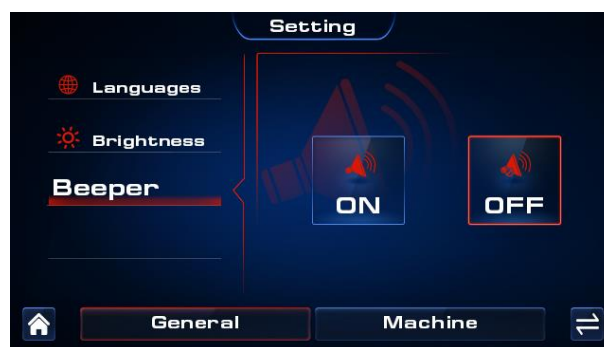 Setting
Languages
Brightness
Beeper
ON
OFF
General
Machine